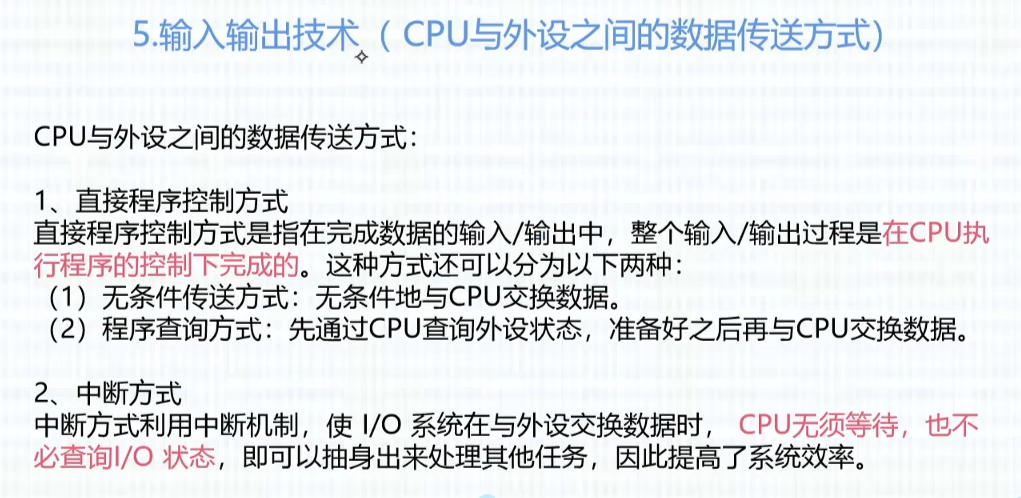 5.输入输出技术（CPU与外设之间的数据传送方式）
CPU与外设之间的数据传送方式：
1、直接程序控制方式
直接程序控制方式是指在完成数据的输入/输出中，整个输入/输出过程是在CPU执
行程序的控制下完成的。这种方式还可以分为以下两种：
（1）无条件传送方式：无条件地与CPU交换数据。
（2）程序查询方式：先通过CPU查询外设状态，准备好之后再与CPU交换数据。
2、中断方式
中断方式利用中断机制，使 I/O 系统在与外设交换数据时， CPU无须等待，也不
必查询I/O 状态，即可以抽身出来处理其他任务，因此提高了系统效率。